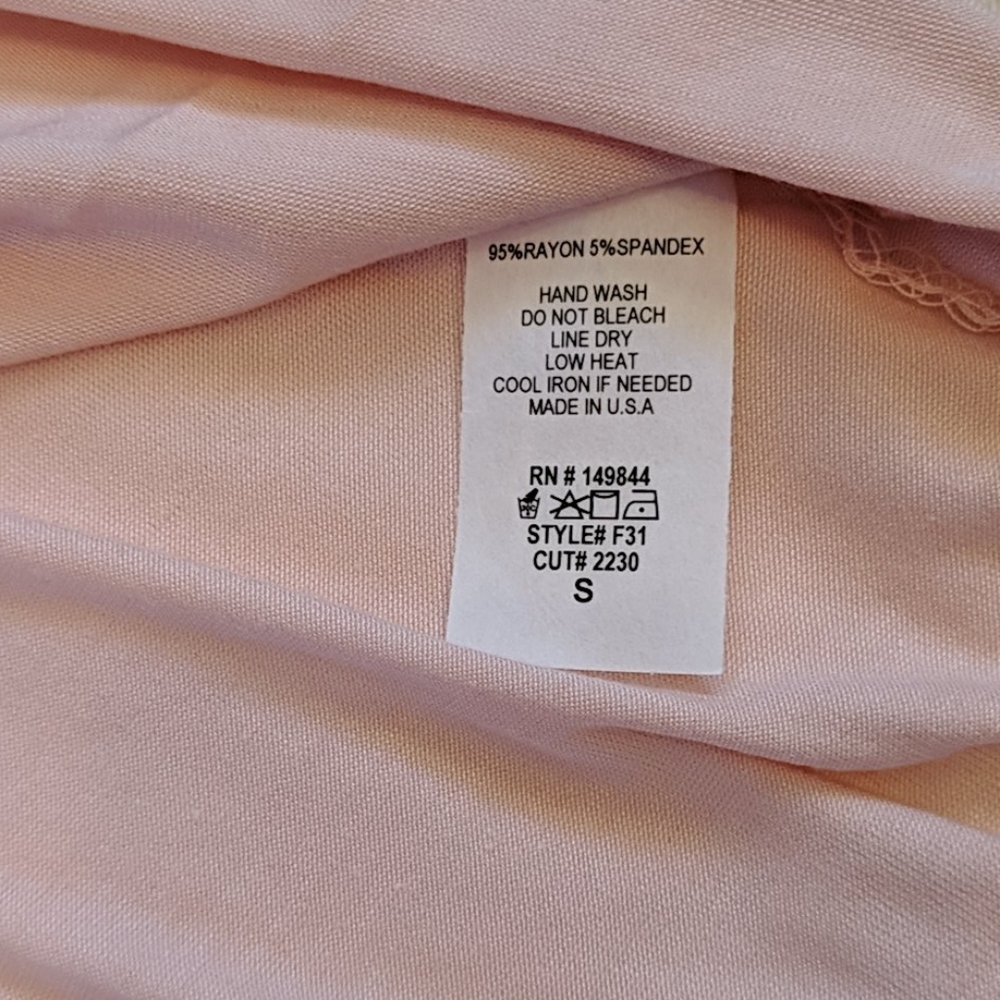 95%RAYON 5%SPANDEX
HAND WASH
DO NOT BLEACH
LINE DRY
LOW HEAT
COOL IRON IF NEEDED
MADE IN U.S.A
RN # 149844
STYLE# F31
CUT# 2230
S